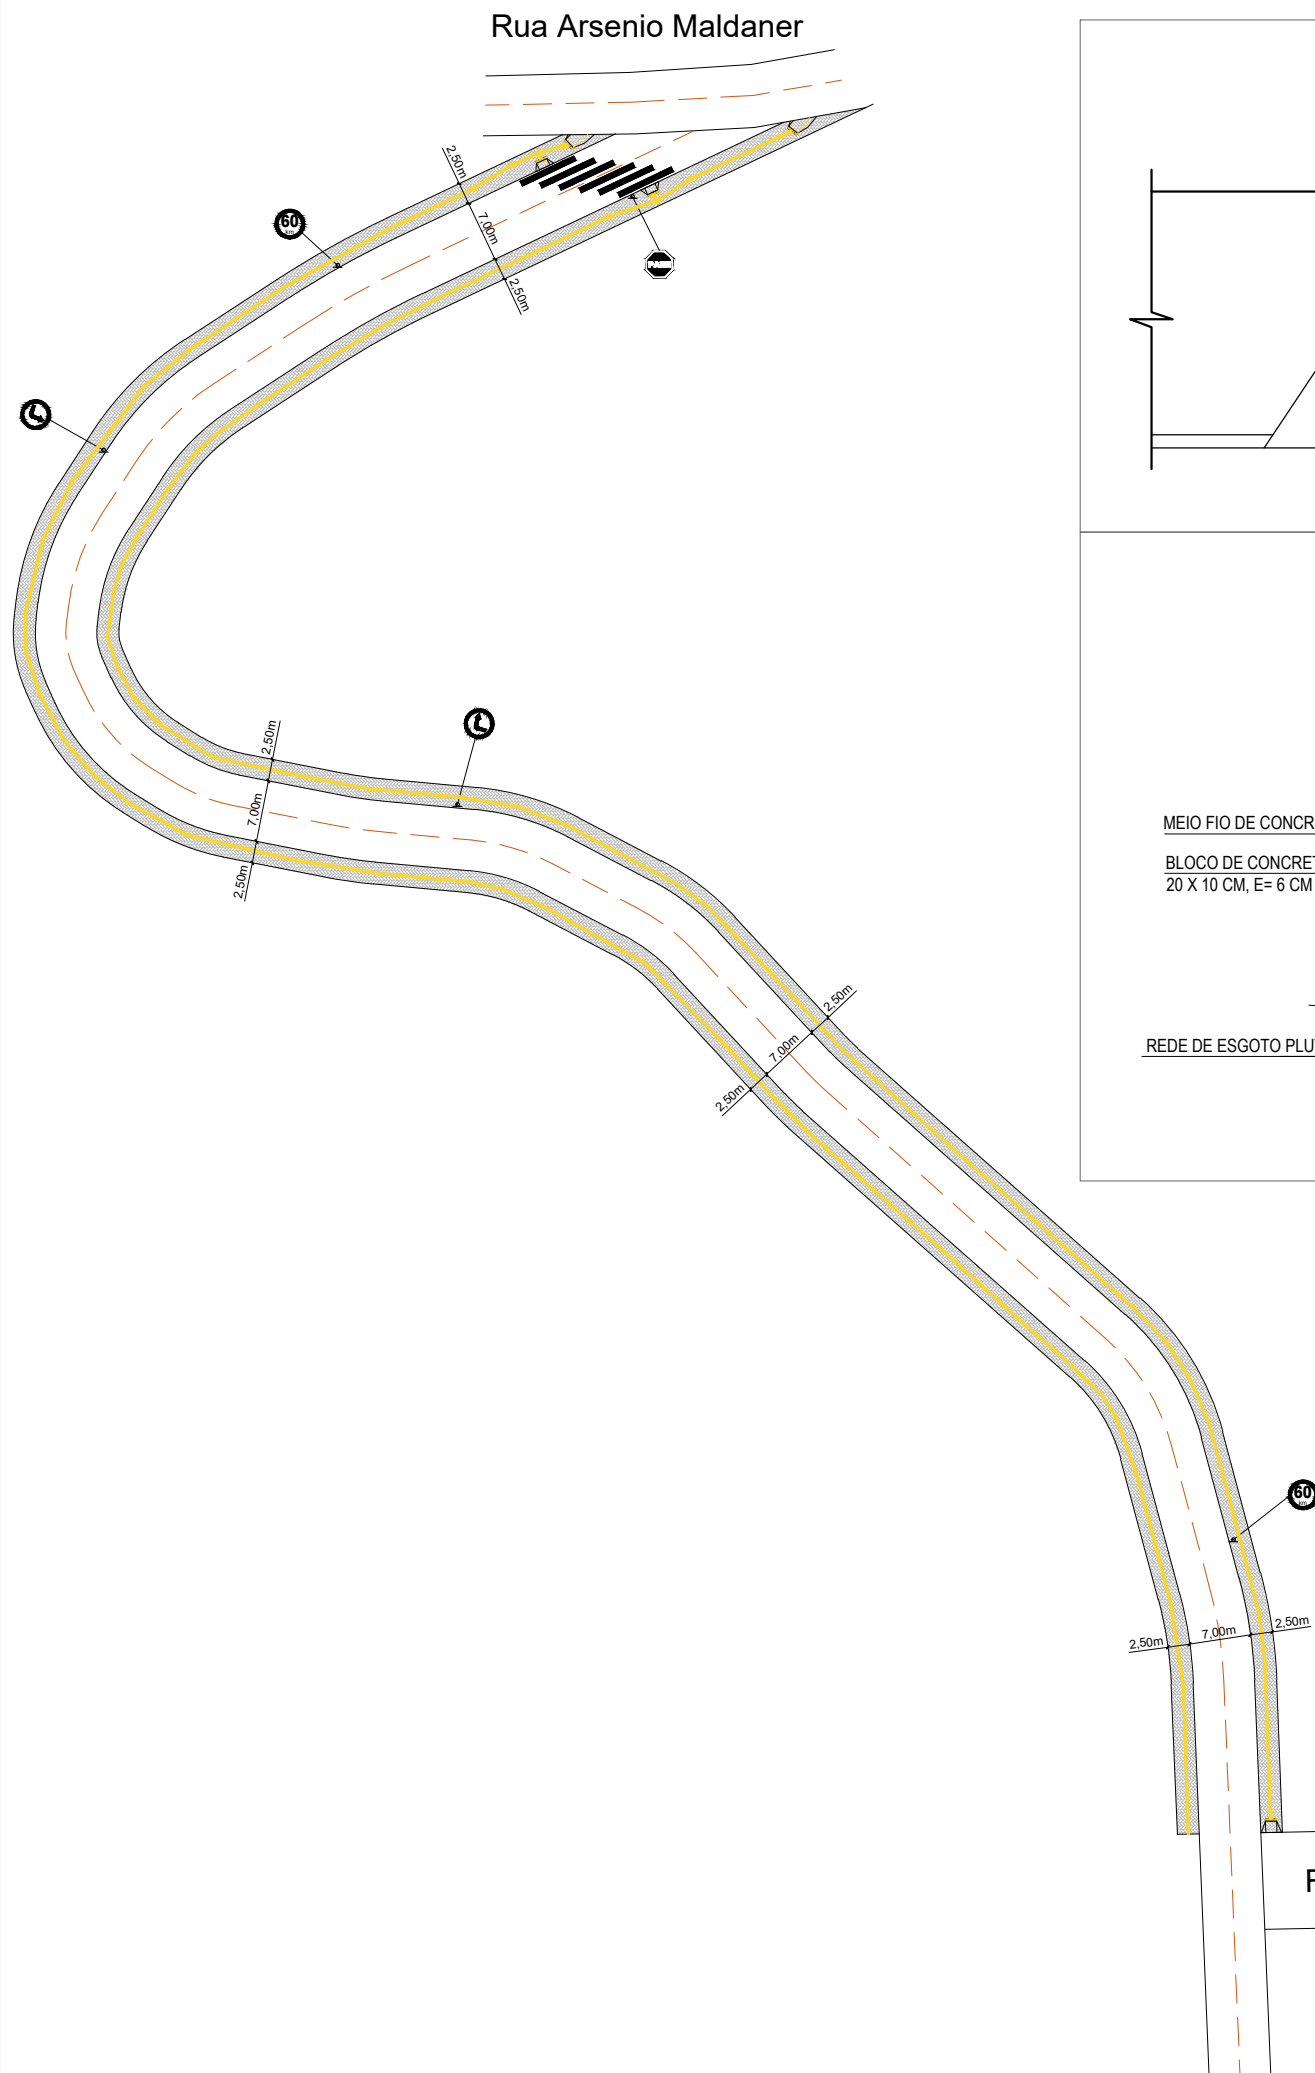 Rua Arsenio Maldaner
2,50m
7,00m
2,50m
60
km
2,50m
7,00m
2,50m
MEIO FIO DE CONCR
BLOCO DE CONCRET
20 X 10 CM, E= 6 CM
2,50m
7,00m
2,50m
REDE DE ESGOTO PLU
60
km
2,50m
7,00m
2,50m